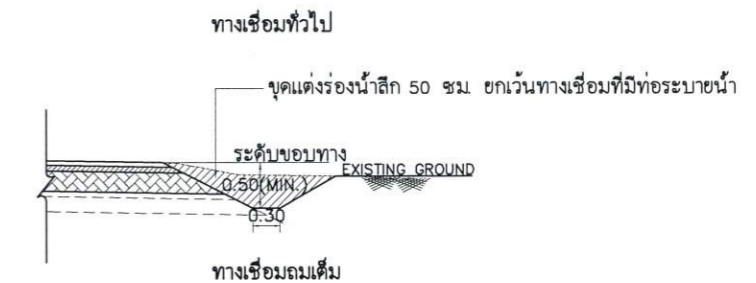 ทางเชื่อมทั่วไป
ขุดแต่งร่องน้ำลึก 50 ซม. ยกเว้นทางเชื่อมที่มีท่อระบายน้ำ
ระดับขอบทาง
EXISTING GROUND
0.50(MIN.)
0.30
ทางเชื่อมถมเต็ม